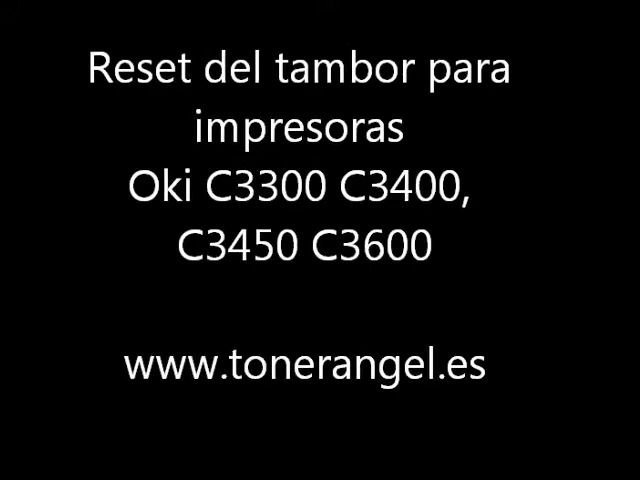 Reset del tambor para
impresoras
Oki C3300 C3400,
C3450 C3600
www.tonerangel.es